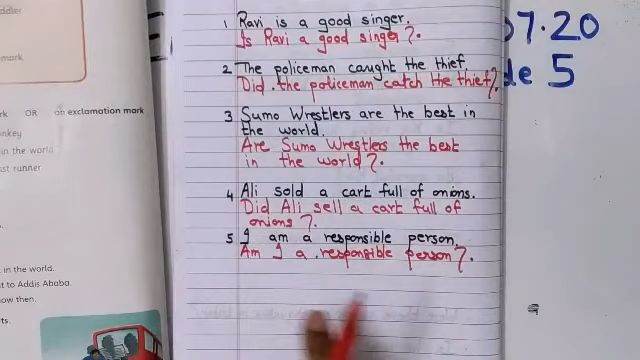 ddler
mark.
rk OR an exclamation mark
onkey
in the world
ast runner
in the world.
t to Addis Ababa.
now then.
ts.
1 Ravi is a good singer.
Is Ravi a good singer?.
2 The policeman caught the thief.
Did .the policeman catch the thief?.
3 Sumo Wrestlers are the best in
the world.
Are Sumo Wrestlers the best
in the world?.
4 Ali sold a cart full of onions.
Did Ali sell a cart full of
onions?.
5 I am a responsible person.
Am I a .responsible person?.
07.20
de 5